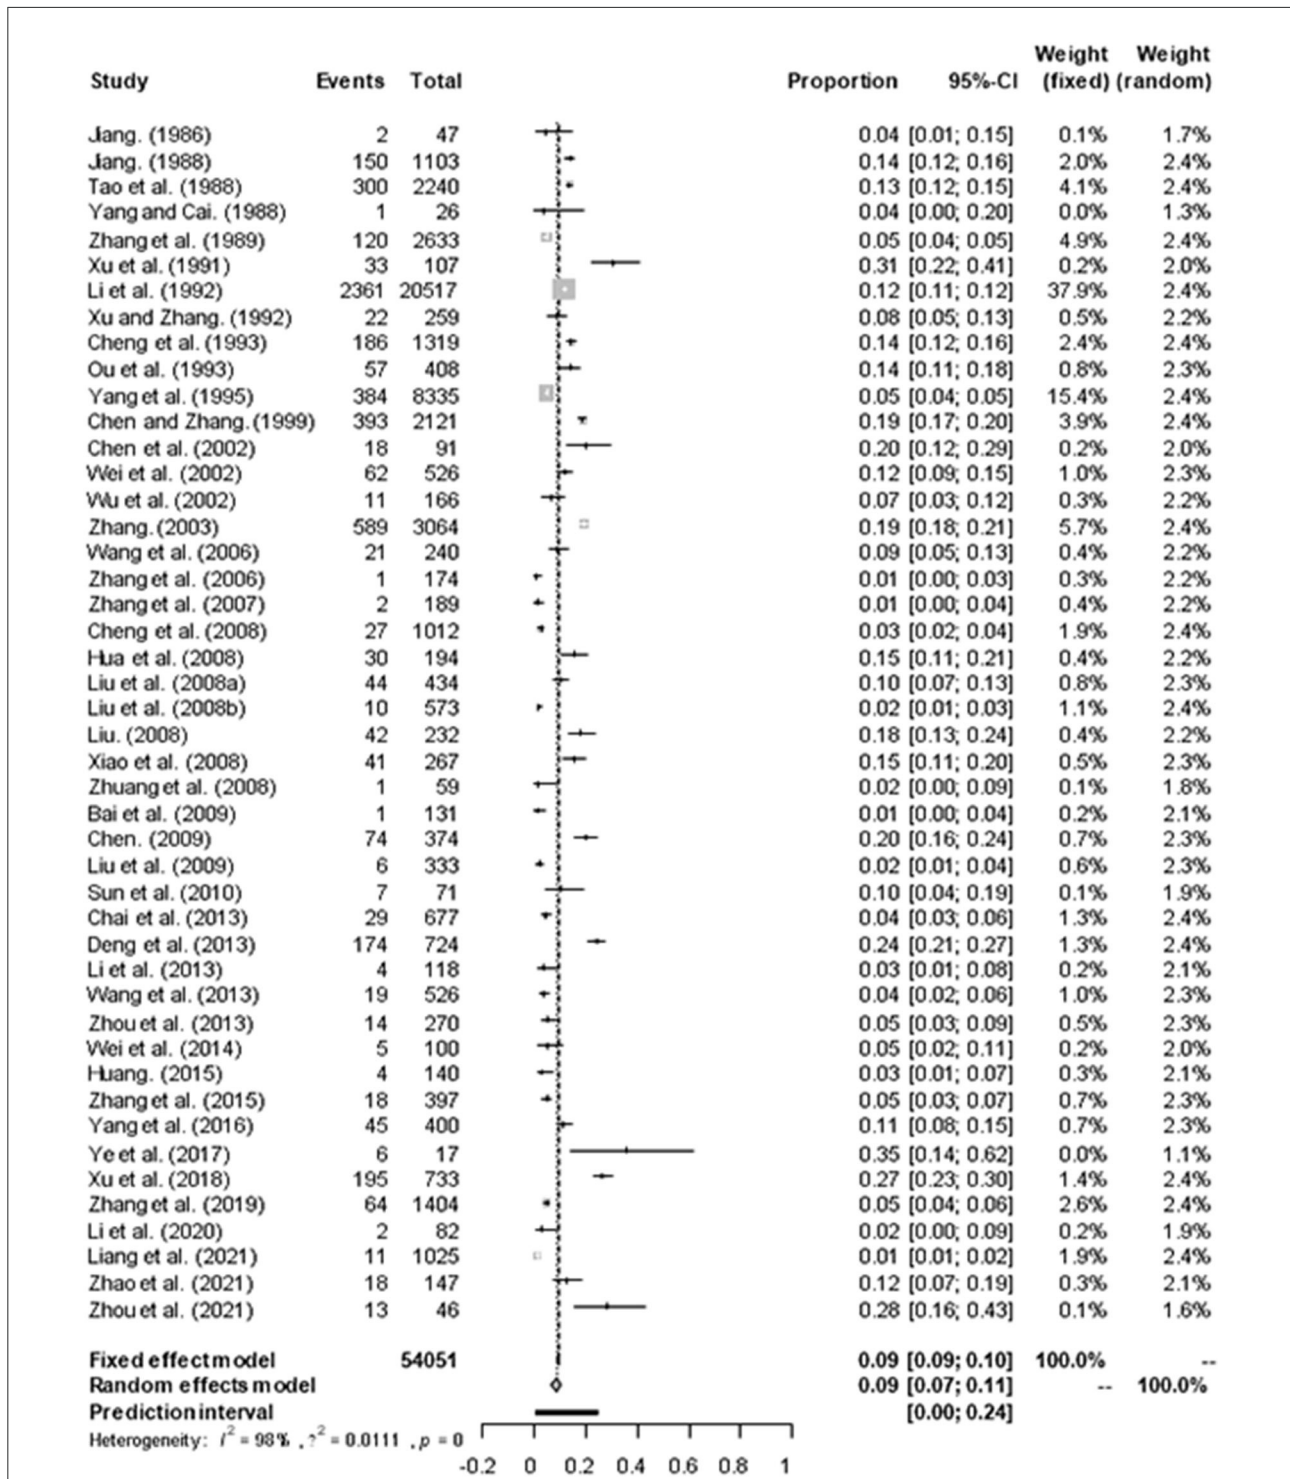 Weight Weight
Study Events Total Proportion 95%-CI (fixed) (random)
Jiang. (1986) 2 47 0.04 [0.01; 0.15] 0.1% 1.7%
Jiang. (1988) 150 1103 0.14 [0.12; 0.16] 2.0% 2.4%
Tao et al. (1988) 300 2240 0.13 [0.12; 0.15] 4.1% 2.4%
Yang and Cai. (1988) 1 26 0.04 [0.00; 0.20] 0.0% 1.3%
Zhang et al. (1989) 120 2633 0.05 [0.04; 0.05] 4.9% 2.4%
Xu et al. (1991) 33 107 0.31 [0.22; 0.41] 0.2% 2.0%
Li et al. (1992) 2361 20517 0.12 [0.11; 0.12] 37.9% 2.4%
Xu and Zhang. (1992) 22 259 0.08 [0.05; 0.13] 0.5% 2.2%
Cheng et al. (1993) 186 1319 0.14 [0.12; 0.16] 2.4% 2.4%
Ou et al. (1993) 57 408 0.14 [0.11; 0.18] 0.8% 2.3%
Yang et al. (1995) 384 8335 0.05 [0.04; 0.05] 15.4% 2.4%
Chen and Zhang. (1999) 393 2121 0.19 [0.17; 0.20] 3.9% 2.4%
Chen et al. (2002) 18 91 0.20 [0.12; 0.29] 0.2% 2.0%
Wei et al. (2002) 62 526 0.12 [0.09; 0.15] 1.0% 2.3%
Wu et al. (2002) 11 166 0.07 [0.03; 0.12] 0.3% 2.2%
Zhang. (2003) 589 3064 0.19 [0.18; 0.21] 5.7% 2.4%
Wang et al. (2006) 21 240 0.09 [0.05; 0.13] 0.4% 2.2%
Zhang et al. (2006) 1 174 0.01 [0.00; 0.03] 0.3% 2.2%
Zhang et al. (2007) 2 189 0.01 [0.00; 0.04] 0.4% 2.2%
Cheng et al. (2008) 27 1012 0.03 [0.02; 0.04] 1.9% 2.4%
Hua et al. (2008) 30 194 0.15 [0.11; 0.21] 0.4% 2.2%
Liu et al. (2008a) 44 434 0.10 [0.07; 0.13] 0.8% 2.3%
Liu et al. (2008b) 10 573 0.02 [0.01; 0.03] 1.1% 2.4%
Liu. (2008) 42 232 0.18 [0.13; 0.24] 0.4% 2.2%
Xiao et al. (2008) 41 267 0.15 [0.11; 0.20] 0.5% 2.3%
Zhuang et al. (2008) 1 59 0.02 [0.00; 0.09] 0.1% 1.8%
Bai et al. (2009) 1 131 0.01 [0.00; 0.04] 0.2% 2.1%
Chen. (2009) 74 374 0.20 [0.16; 0.24] 0.7% 2.3%
Liu et al. (2009) 6 333 0.02 [0.01; 0.04] 0.6% 2.3%
Sun et al. (2010) 7 71 0.10 [0.04; 0.19] 0.1% 1.9%
Chai et al. (2013) 29 677 0.04 [0.03; 0.06] 1.3% 2.4%
Deng et al. (2013) 174 724 0.24 [0.21; 0.27] 1.3% 2.4%
Li et al. (2013) 4 118 0.03 [0.01; 0.08] 0.2% 2.1%
Wang et al. (2013) 19 526 0.04 [0.02; 0.06] 1.0% 2.3%
Zhou et al. (2013) 14 270 0.05 [0.03; 0.09] 0.5% 2.3%
Wei et al. (2014) 5 100 0.05 [0.02; 0.11] 0.2% 2.0%
Huang. (2015) 4 140 0.03 [0.01; 0.07] 0.3% 2.1%
Zhang et al. (2015) 18 397 0.05 [0.03; 0.07] 0.7% 2.3%
Yang et al. (2016) 45 400 0.11 [0.08; 0.15] 0.7% 2.3%
Ye et al. (2017) 6 17 0.35 [0.14; 0.62] 0.0% 1.1%
Xu et al. (2018) 195 733 0.27 [0.23; 0.30] 1.4% 2.4%
Zhang et al. (2019) 64 1404 0.05 [0.04; 0.06] 2.6% 2.4%
Li et al. (2020) 2 82 0.02 [0.00; 0.09] 0.2% 1.9%
Liang et al. (2021) 11 1025 0.01 [0.01; 0.02] 1.9% 2.4%
Zhao et al. (2021) 18 147 0.12 [0.07; 0.19] 0.3% 2.1%
Zhou et al. (2021) 13 46 0.28 [0.16; 0.43] 0.1% 1.6%
Fixed effect model 54051 0.09 [0.09; 0.10] 100.0% --
Random effects model 0.09 [0.07; 0.11] -- 100.0%
Prediction interval [0.00; 0.24]
Heterogeneity: I² = 98%, ?² = 0.0111, p = 0
-0.2 0 0.2 0.4 0.6 0.8 1